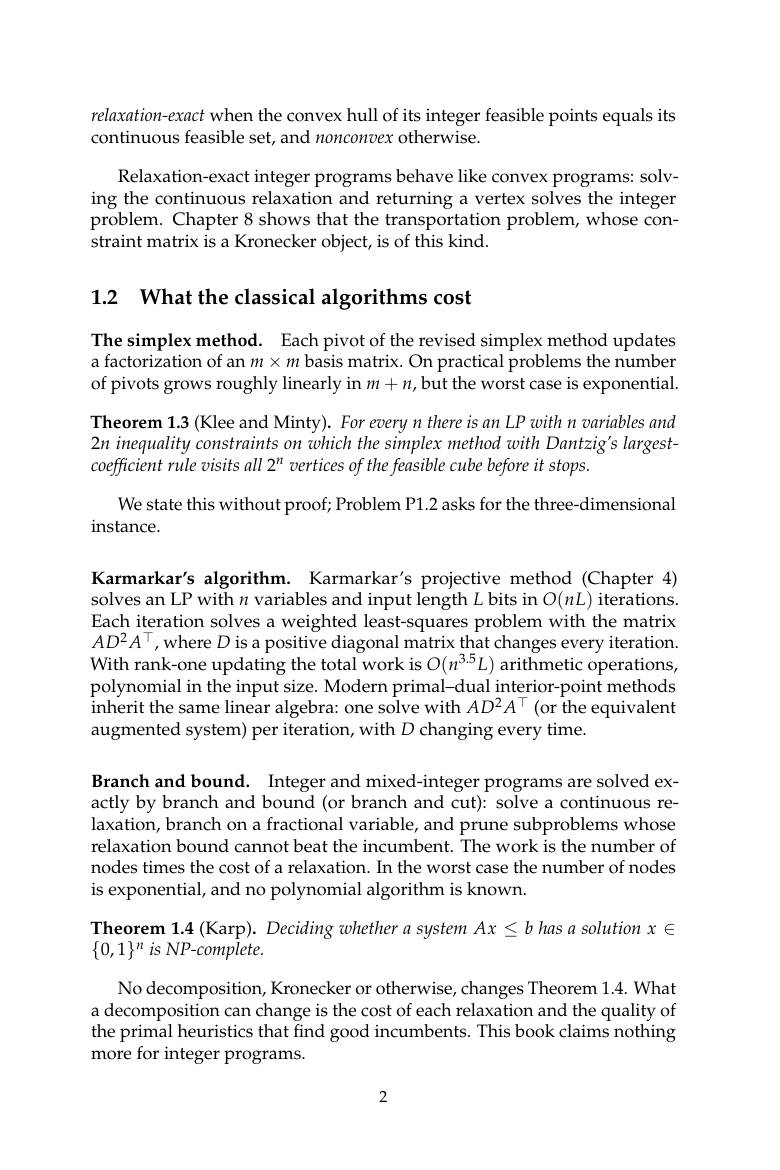 relaxation-exact when the convex hull of its integer feasible points equals its
continuous feasible set, and nonconvex otherwise.
Relaxation-exact integer programs behave like convex programs: solv-
ing the continuous relaxation and returning a vertex solves the integer
problem. Chapter 8 shows that the transportation problem, whose con-
straint matrix is a Kronecker object, is of this kind.
1.2 What the classical algorithms cost
The simplex method. Each pivot of the revised simplex method updates
a factorization of an m × m basis matrix. On practical problems the number
of pivots grows roughly linearly in m + n, but the worst case is exponential.
Theorem 1.3 (Klee and Minty). For every n there is an LP with n variables and
2n inequality constraints on which the simplex method with Dantzig's largest-
coefficient rule visits all 2ⁿ vertices of the feasible cube before it stops.
We state this without proof; Problem P1.2 asks for the three-dimensional
instance.
Karmarkar's algorithm. Karmarkar's projective method (Chapter 4)
solves an LP with n variables and input length L bits in O(nL) iterations.
Each iteration solves a weighted least-squares problem with the matrix
AD²A⊤, where D is a positive diagonal matrix that changes every iteration.
With rank-one updating the total work is O(n³·⁵L) arithmetic operations,
polynomial in the input size. Modern primal–dual interior-point methods
inherit the same linear algebra: one solve with AD²A⊤ (or the equivalent
augmented system) per iteration, with D changing every time.
Branch and bound. Integer and mixed-integer programs are solved ex-
actly by branch and bound (or branch and cut): solve a continuous re-
laxation, branch on a fractional variable, and prune subproblems whose
relaxation bound cannot beat the incumbent. The work is the number of
nodes times the cost of a relaxation. In the worst case the number of nodes
is exponential, and no polynomial algorithm is known.
Theorem 1.4 (Karp). Deciding whether a system Ax ≤ b has a solution x ∈
{0, 1}ⁿ is NP-complete.
No decomposition, Kronecker or otherwise, changes Theorem 1.4. What
a decomposition can change is the cost of each relaxation and the quality of
the primal heuristics that find good incumbents. This book claims nothing
more for integer programs.
2